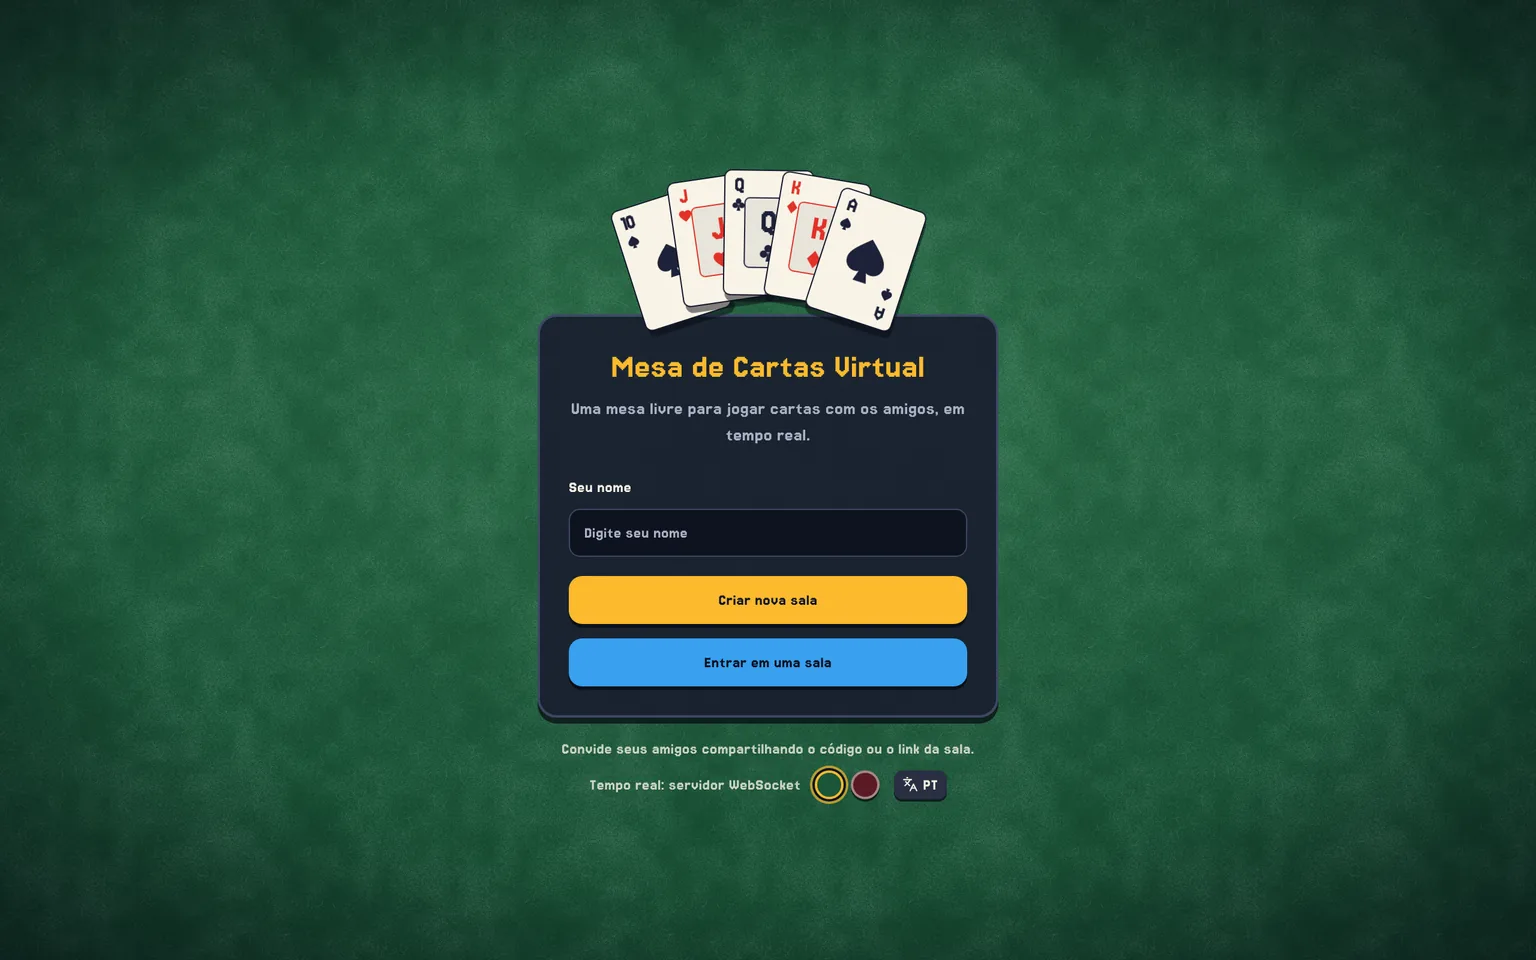 10
J
J
Q
Q
K
K
A
A
Mesa de Cartas Virtual
Uma mesa livre para jogar cartas com os amigos, em
tempo real.
Seu nome
Digite seu nome
Criar nova sala
Entrar em uma sala
Convide seus amigos compartilhando o código ou o link da sala.
Tempo real: servidor WebSocket
PT